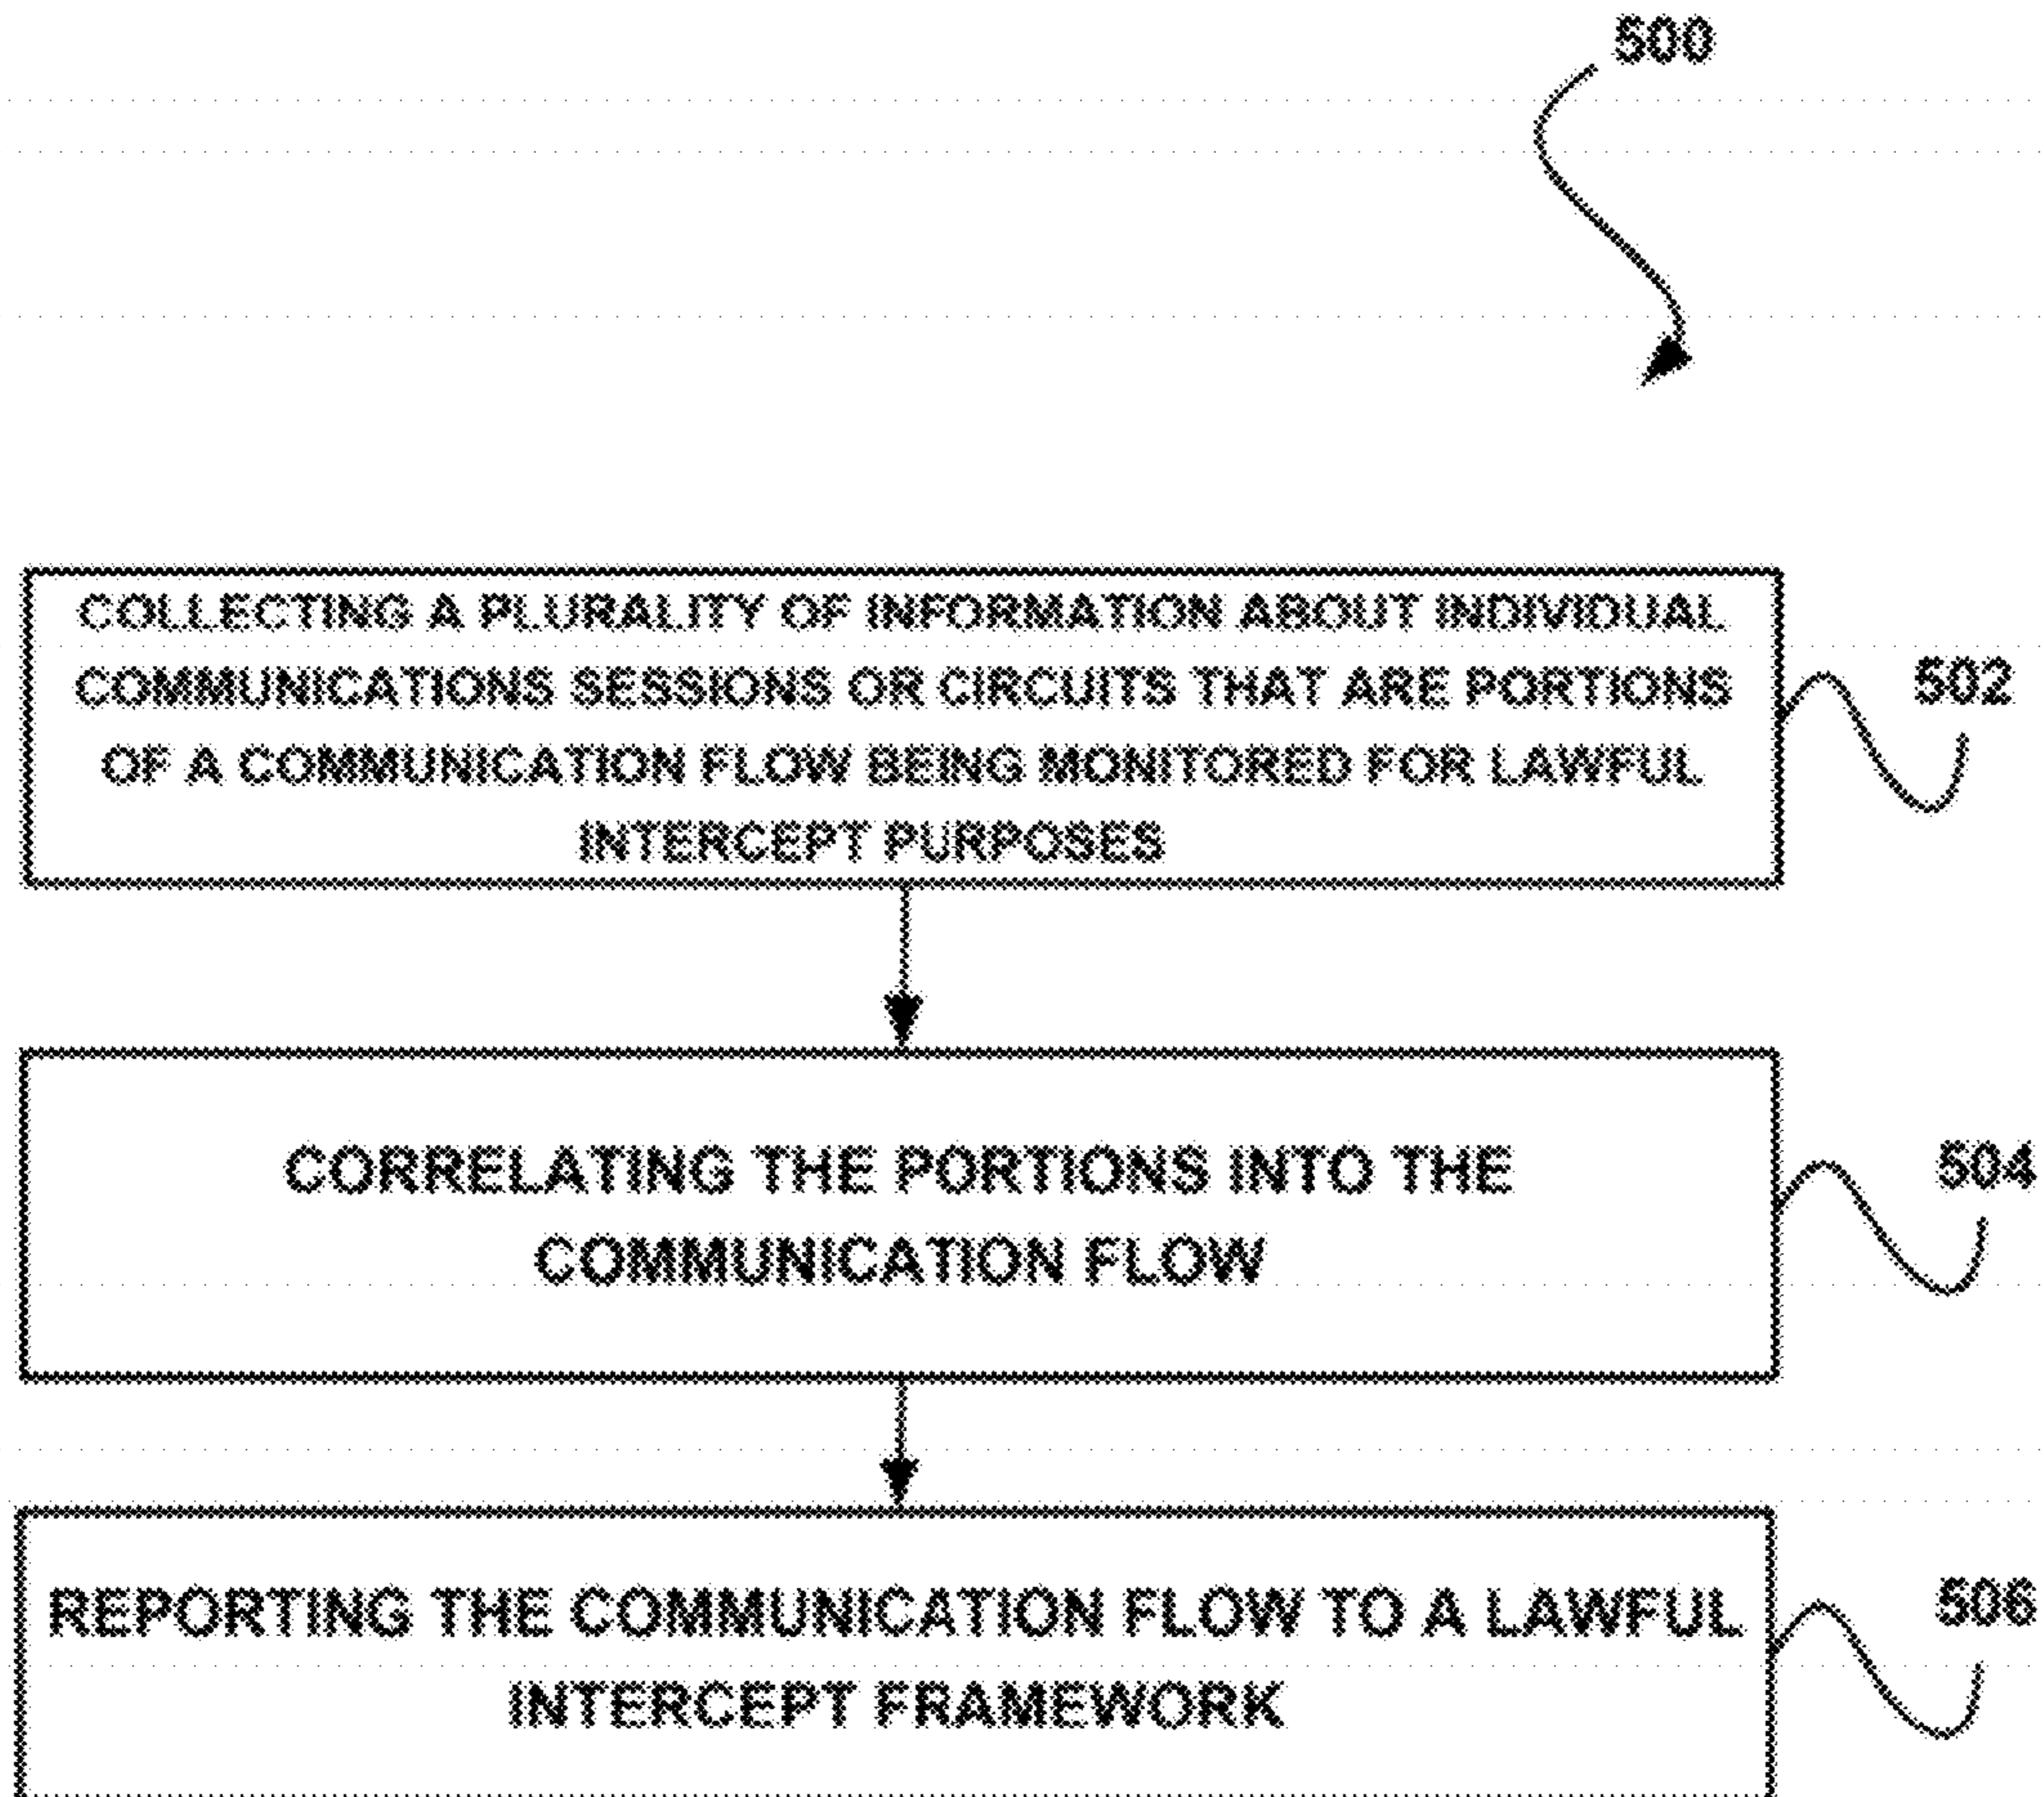 500
COLLECTING A PLURALITY OF INFORMATION ABOUT INDIVIDUAL
COMMUNICATIONS SESSIONS OR CIRCUITS THAT ARE PORTIONS
OF A COMMUNICATION FLOW BEING MONITORED FOR LAWFUL
INTERCEPT PURPOSES
502
CORRELATING THE PORTIONS INTO THE
COMMUNICATION FLOW
504
REPORTING THE COMMUNICATION FLOW TO A LAWFUL
INTERCEPT FRAMEWORK
506